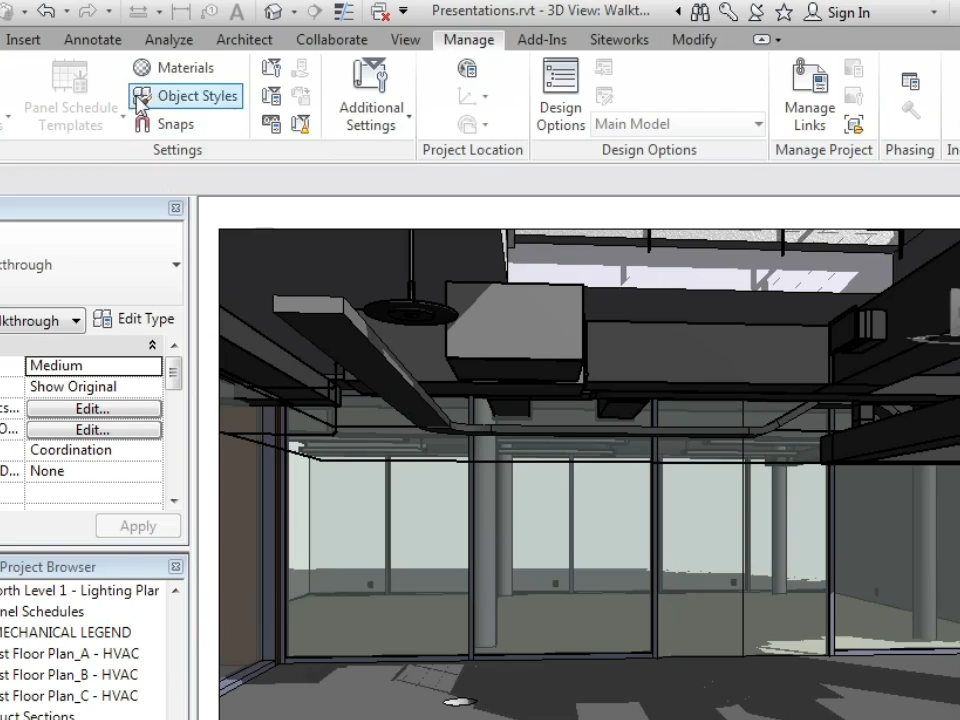 Presentations.rvt - 3D View: Walkt...
Sign In
Insert Annotate Analyze Architect Collaborate View Manage Add-Ins Siteworks Modify
Materials
Object Styles
Snaps
Panel Schedule
Templates
Additional
Settings
Design
Options
Main Model
Manage
Links
Settings Project Location Design Options Manage Project Phasing In
kthrough
lkthrough Edit Type
Medium
Show Original
cs... Edit...
O... Edit...
Coordination
D... None
Apply
Project Browser
orth Level 1 - Lighting Plar
nel Schedules
MECHANICAL LEGEND
st Floor Plan_A - HVAC
st Floor Plan_B - HVAC
st Floor Plan_C - HVAC
uct Sections